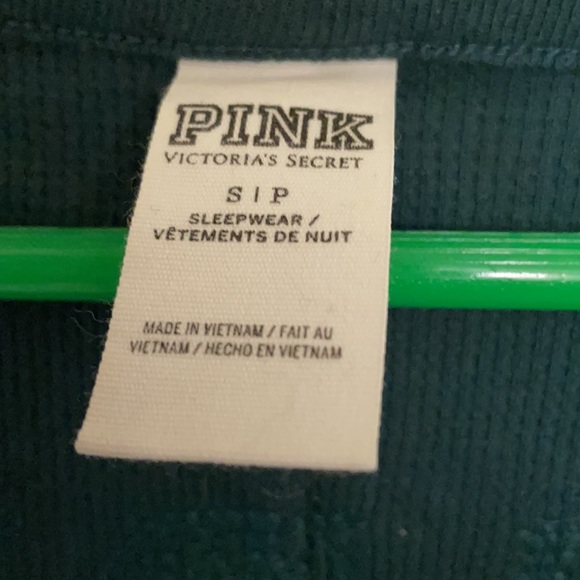 PINK
VICTORIA'S SECRET
S | P
SLEEPWEAR /
VÊTEMENTS DE NUIT
MADE IN VIETNAM / FAIT AU
VIETNAM / HECHO EN VIETNAM